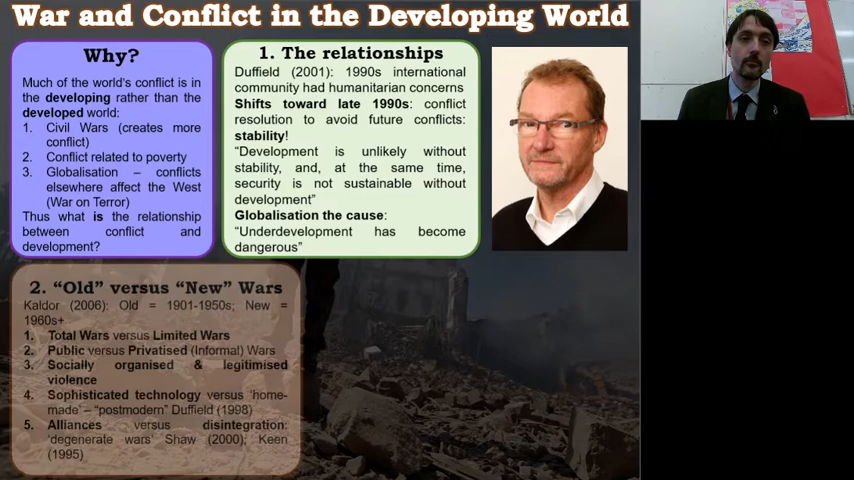 War and Conflict in the Developing World
Why?
Much of the world's conflict is in
the developing rather than the
developed world:
1. Civil Wars (creates more
conflict)
2. Conflict related to poverty
3. Globalisation – conflicts
elsewhere affect the West
(War on Terror)
Thus what is the relationship
between conflict and
development?
1. The relationships
Duffield (2001): 1990s international
community had humanitarian concerns
Shifts toward late 1990s: conflict
resolution to avoid future conflicts:
stability!
"Development is unlikely without
stability, and, at the same time,
security is not sustainable without
development"
Globalisation the cause:
"Underdevelopment has become
dangerous"
2. "Old" versus "New" Wars
Kaldor (2006): Old = 1901-1950s; New =
1960s+
1. Total Wars versus Limited Wars
2. Public versus Privatised (Informal) Wars
3. Socially organised & legitimised
violence
4. Sophisticated technology versus 'home-
made' – "postmodern" Duffield (1998)
5. Alliances versus disintegration:
'degenerate wars' Shaw (2000); Keen
(1995)